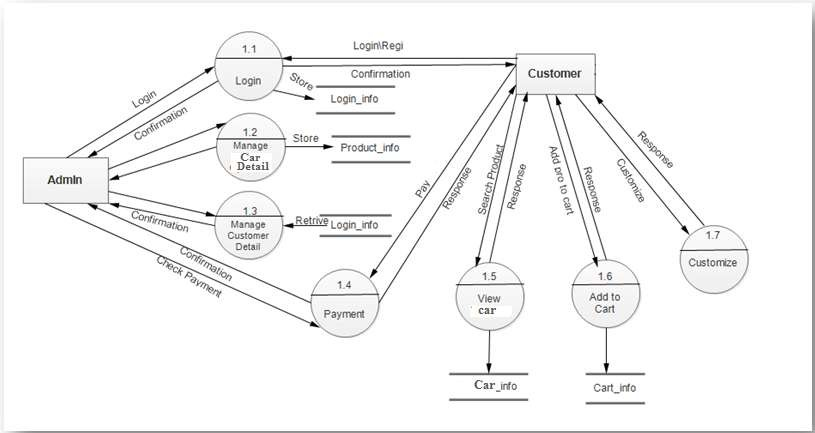 1.1
Login
Login\Regi
Confirmation
Customer
Store
Login_info
Login
Confirmation
1.2
Manage
Car
Detail
Store
Product_info
AdmIn
1.3
Manage
Customer
Detail
Confirmation
Retrive
Login_info
Confirmation
Check Payment
1.4
Payment
Pay
Response
Search Product
Response
Add pro to cart
Response
Customize
Response
1.5
View
car
1.6
Add to
Cart
1.7
Customize
Car_info
Cart_info